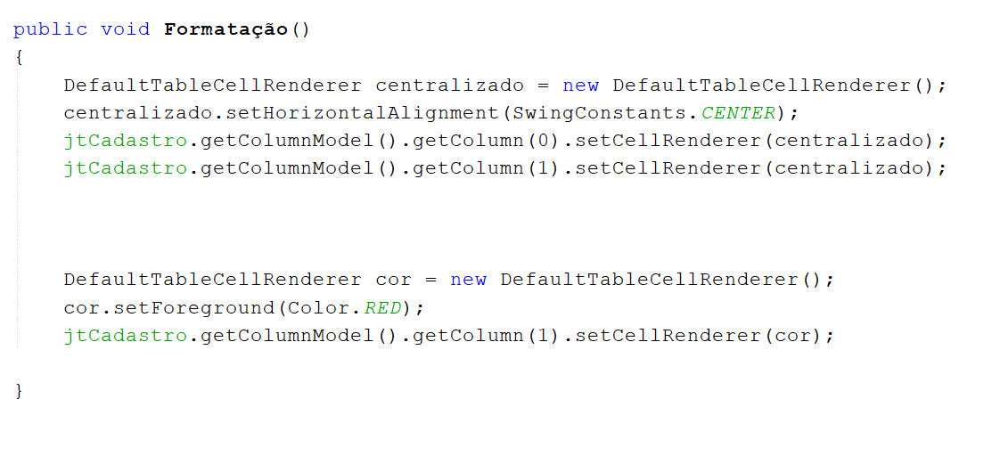 public void Formatação()
{
DefaultTableCellRenderer centralizado = new DefaultTableCellRenderer();
centralizado.setHorizontalAlignment(SwingConstants.CENTER);
jtCadastro.getColumnModel().getColumn(0).setCellRenderer(centralizado);
jtCadastro.getColumnModel().getColumn(1).setCellRenderer(centralizado);
DefaultTableCellRenderer cor = new DefaultTableCellRenderer();
cor.setForeground(Color.RED);
jtCadastro.getColumnModel().getColumn(1).setCellRenderer(cor);
}